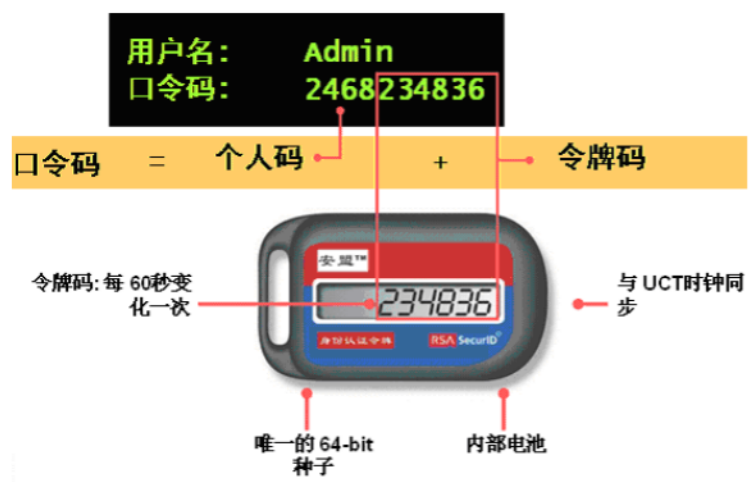 用户名: Admin
口令码: 2468234836
口令码 = 个人码 + 令牌码
安盟™
令牌码: 每 60秒变
化一次
234836
与 UCT时钟同
步
身份认证令牌 RSA SecurID®
唯一的 64-bit
种子
内部电池